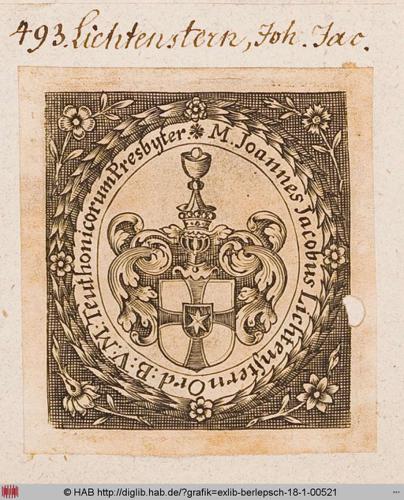 493. Lichtenstern, Joh. Jac.
M. Joannes Jacobus Lichtenstern Ord. B. V. M. Teuthonicorum Presbyter
© HAB http://diglib.hab.de/?grafik=exlib-berlepsch-18-1-00521